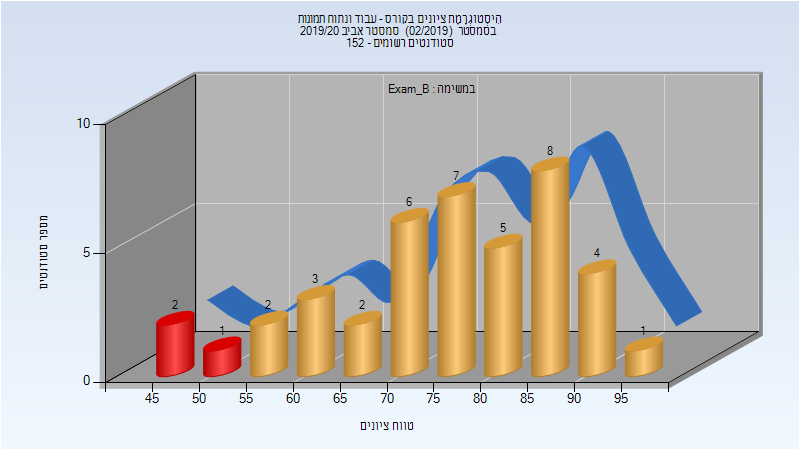 היסטוגרמת ציונים בקורס - עבוד ונתוח תמונות
בסמסטר (02/2019) סמסטר אביב 2019/20
סטודנטים רשומים - 152
במשימה : Exam_B
מספר סטודנטים
10
5
0
2
1
2
3
2
6
7
5
8
4
1
45 50 55 60 65 70 75 80 85 90 95
טווח ציונים